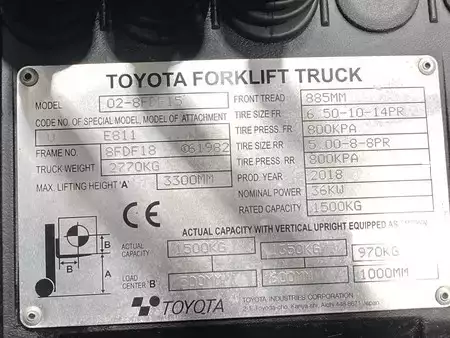 TOYOTA FORKLIFT TRUCK
MODEL 02-8FDF15
CODE NO. OF SPECIAL MODEL, MODEL OF ATTACHMENT
E811
FRAME NO. 8FDF18 61982
TRUCK WEIGHT 2770KG
MAX. LIFTING HEIGHT 'A' 3300MM
FRONT TREAD 885MM
TIRE SIZE FR 6.50-10-14PR
TIRE PRESS. FR 800KPA
TIRE SIZE RR 5.00-8-8PR
TIRE PRESS. RR 800KPA
PROD YEAR 2018
NOMINAL POWER 36KW
RATED CAPACITY 1500KG
CE
ACTUAL CAPACITY WITH VERTICAL UPRIGHT EQUIPPED AS
ACTUAL CAPACITY 1500KG 970KG
LOAD CENTER 'B' 1000MM
B
B
A
TOYOTA
TOYOTA INDUSTRIES CORPORATION